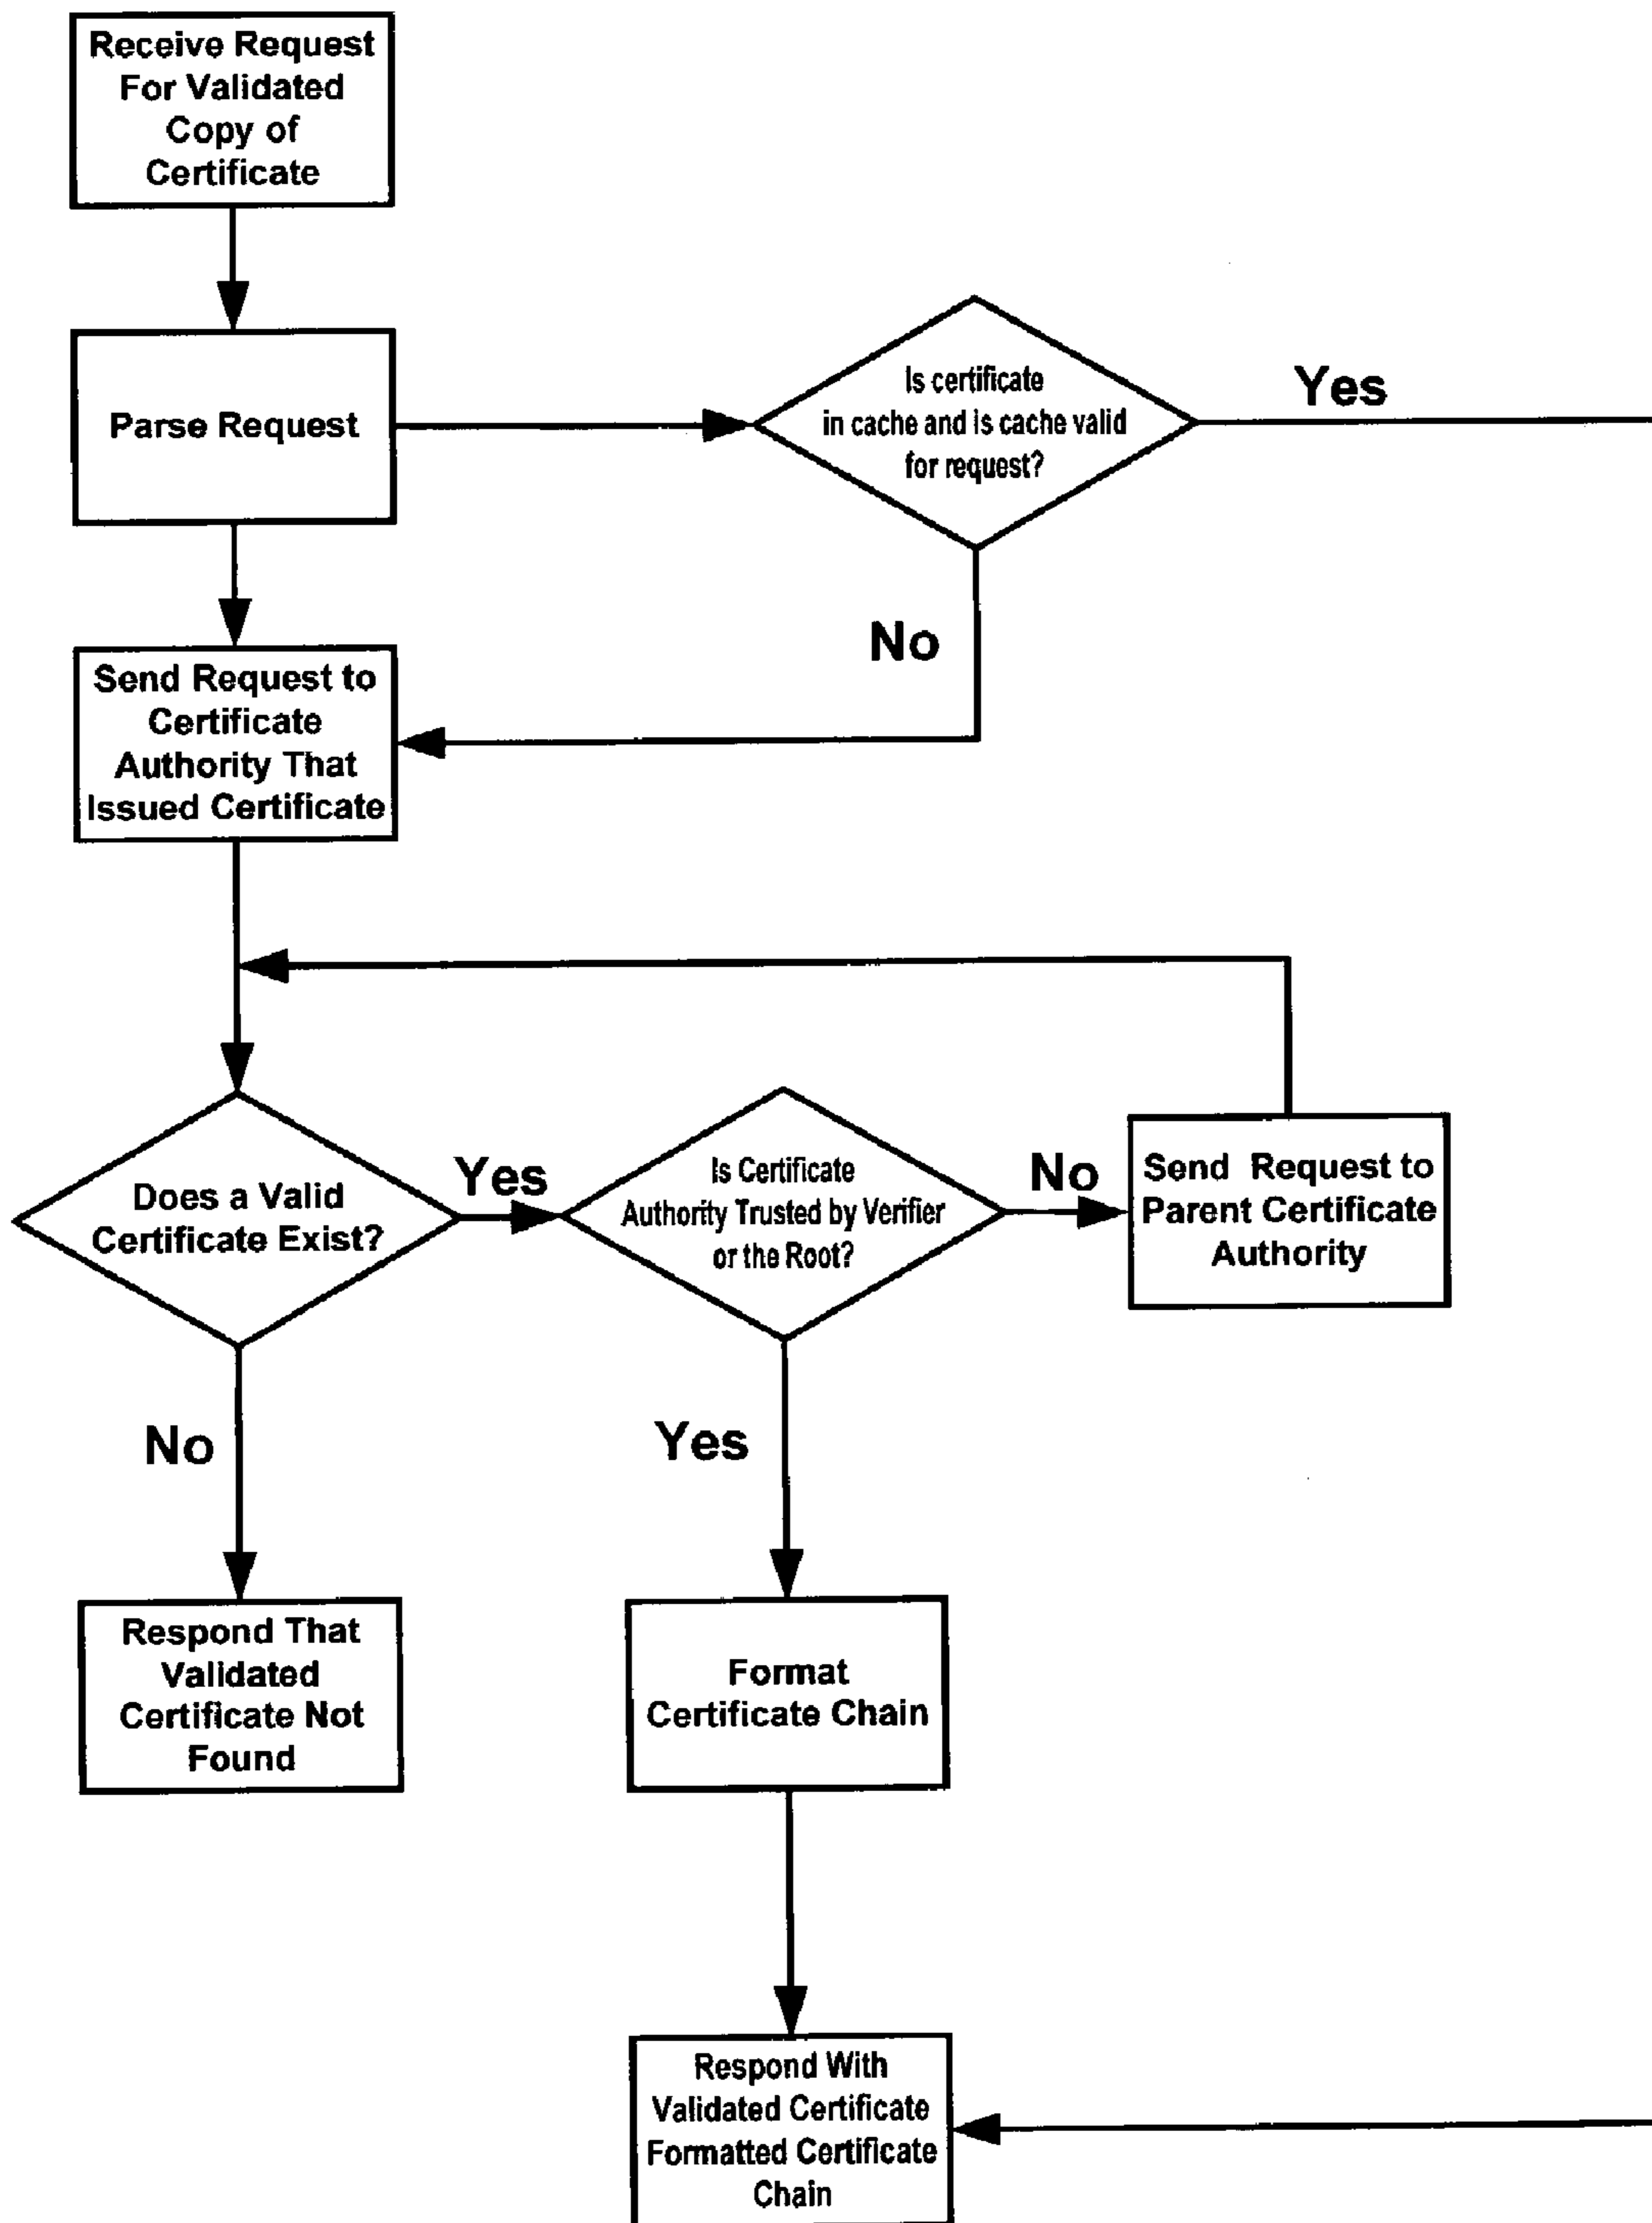 Receive Request
For Validated
Copy of
Certificate
Parse Request
Is certificate
in cache and is cache valid
for request?
Yes
No
Send Request to
Certificate
Authority That
Issued Certificate
Does a Valid
Certificate Exist?
Yes
Is Certificate
Authority Trusted by Verifier
or the Root?
No
Send Request to
Parent Certificate
Authority
No
Yes
Respond That
Validated
Certificate Not
Found
Format
Certificate Chain
Respond With
Validated Certificate
Formatted Certificate
Chain